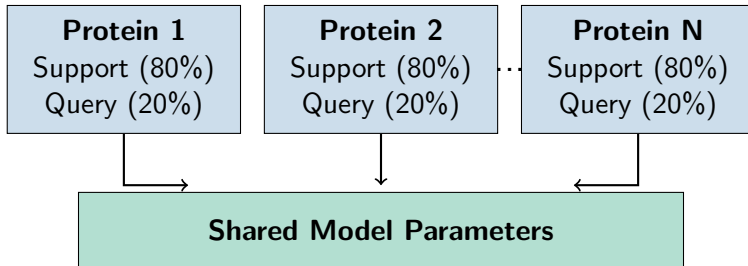 Protein 1
Support (80%)
Query (20%)
Protein 2
Support (80%)
Query (20%)
...
Protein N
Support (80%)
Query (20%)
Shared Model Parameters